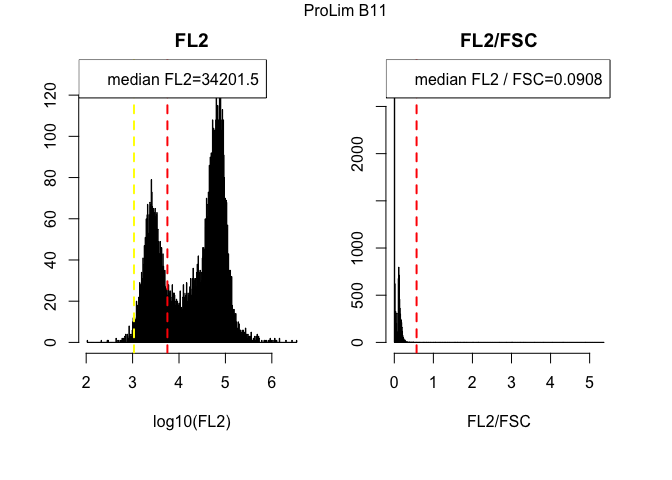 ProLim B11
FL2
median FL2=34201.5
0 20 40 60 80 100 120
2 3 4 5 6
log10(FL2)
FL2/FSC
median FL2 / FSC=0.0908
0 500 1000 2000
0 1 2 3 4 5
FL2/FSC